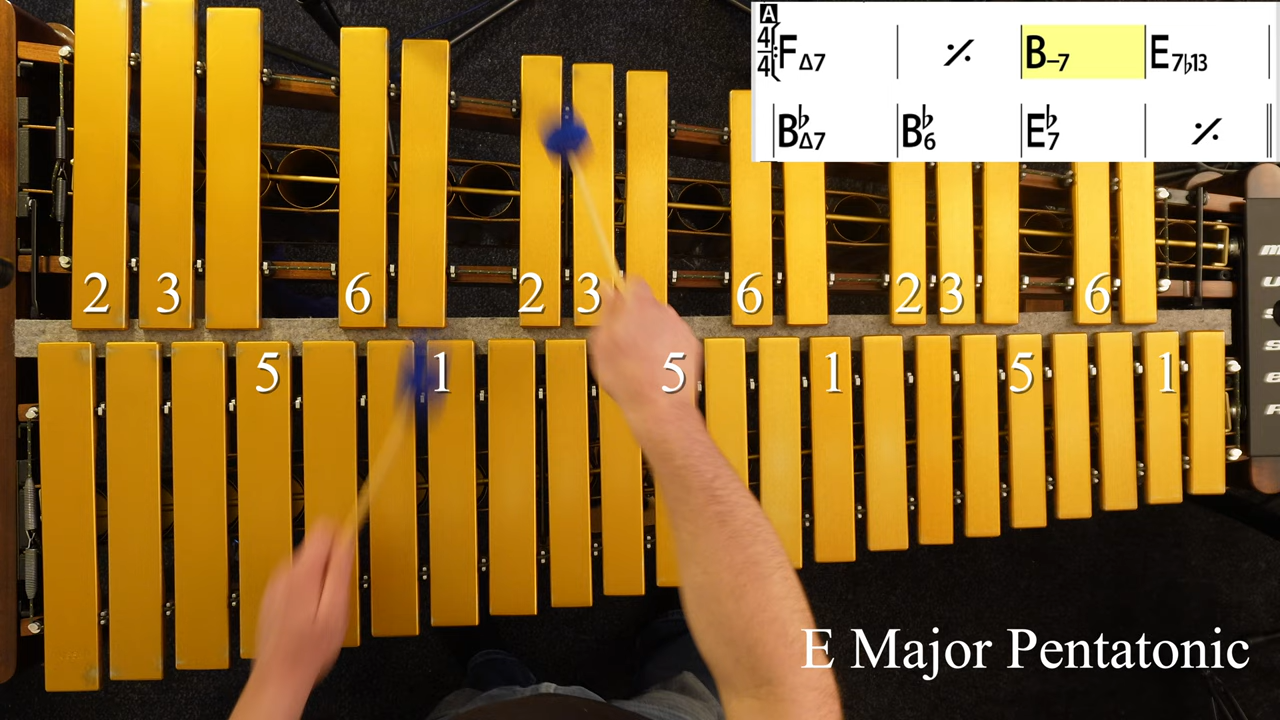 A
4/4 FΔ7 | ٪ | B–7 | E7♭13
B♭Δ7 | B♭6 | E♭7 | ٪
2 3 6 2 3 6 2 3 6
5 1 5 1 5 1
E Major Pentatonic